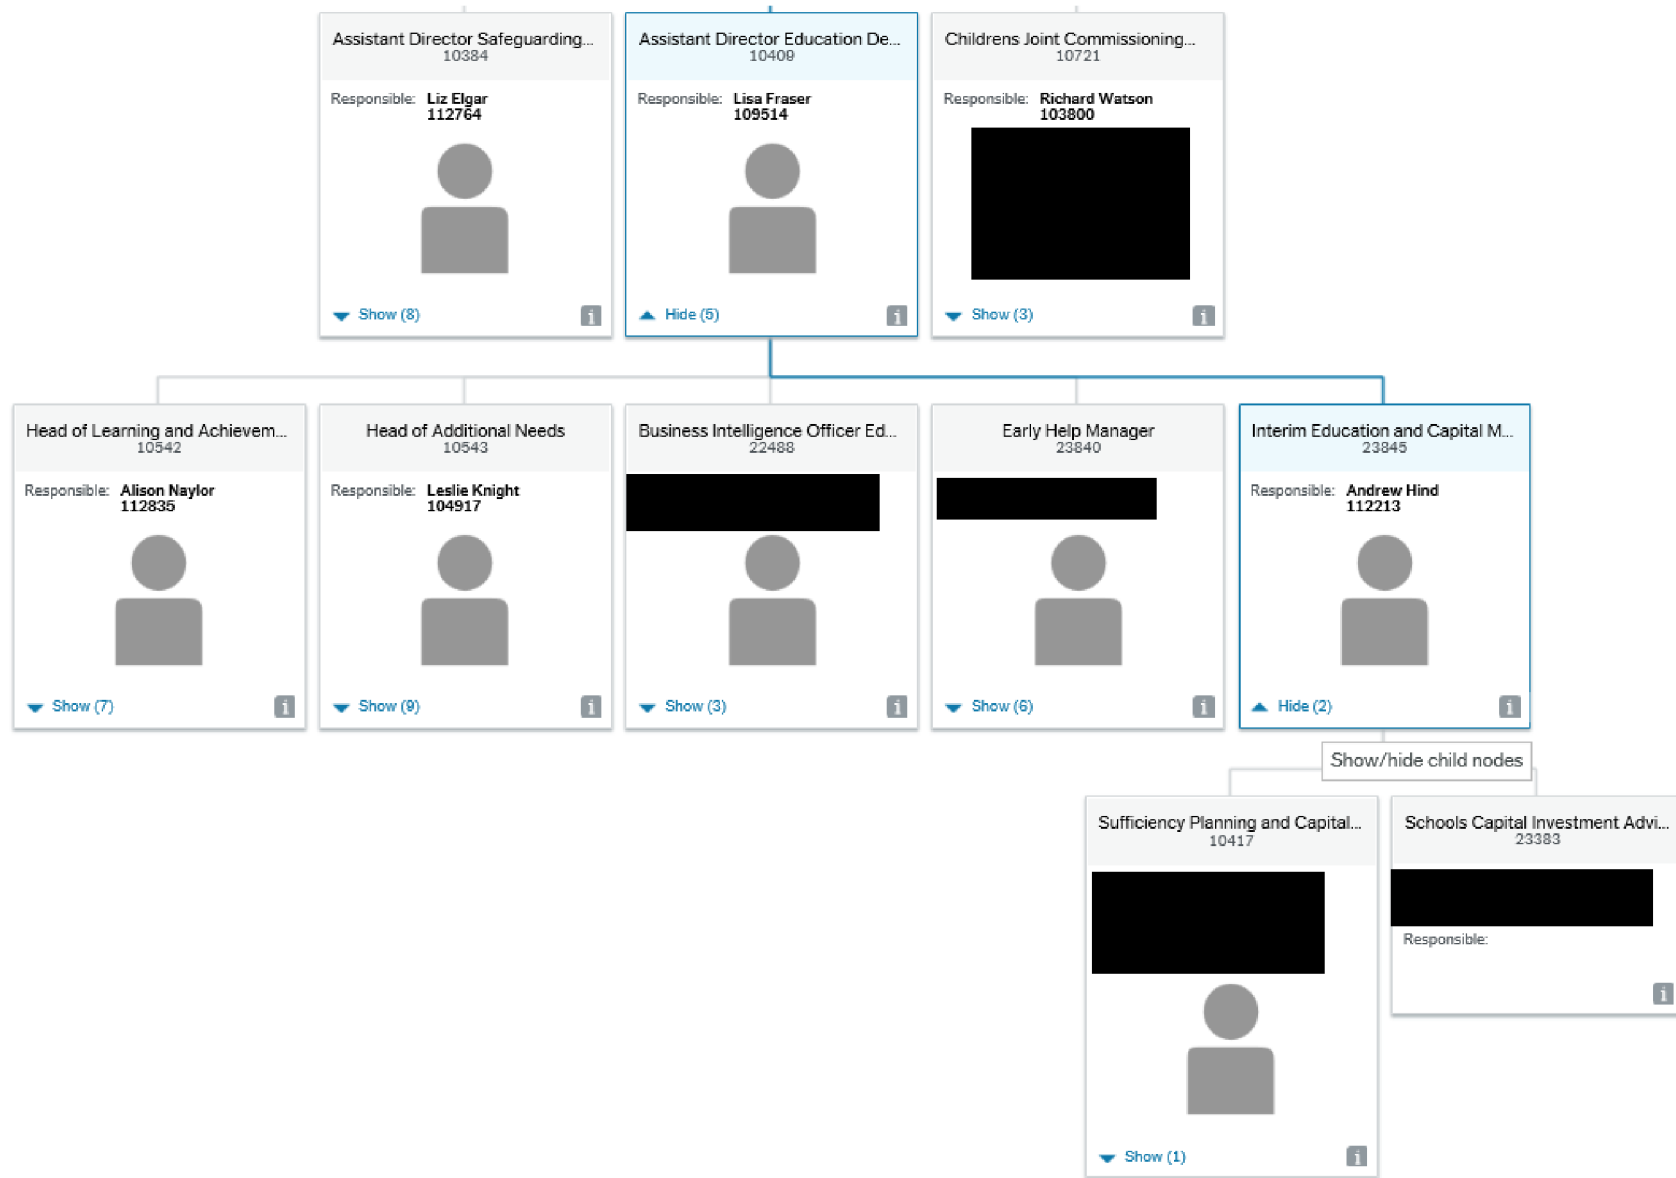 Assistant Director Safeguarding...
10384
Responsible: Liz Elgar
112764
Show (8)
i
Assistant Director Education De...
10409
Responsible: Lisa Fraser
109514
Hide (5)
i
Childrens Joint Commissioning...
10721
Responsible: Richard Watson
103800
Show (3)
i
Head of Learning and Achievem...
10542
Responsible: Alison Naylor
112835
Show (7)
i
Head of Additional Needs
10543
Responsible: Leslie Knight
104917
Show (9)
i
Business Intelligence Officer Ed...
22488
Show (3)
i
Early Help Manager
23840
Show (6)
i
Interim Education and Capital M...
23845
Responsible: Andrew Hind
112213
Hide (2)
i
Show/hide child nodes
Sufficiency Planning and Capital...
10417
Show (1)
i
Schools Capital Investment Advi...
23383
Responsible:
i